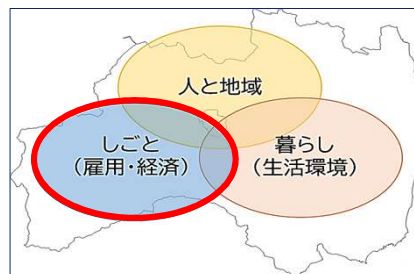 人と地域
しごと
（雇用・経済）
暮らし
（生活環境）